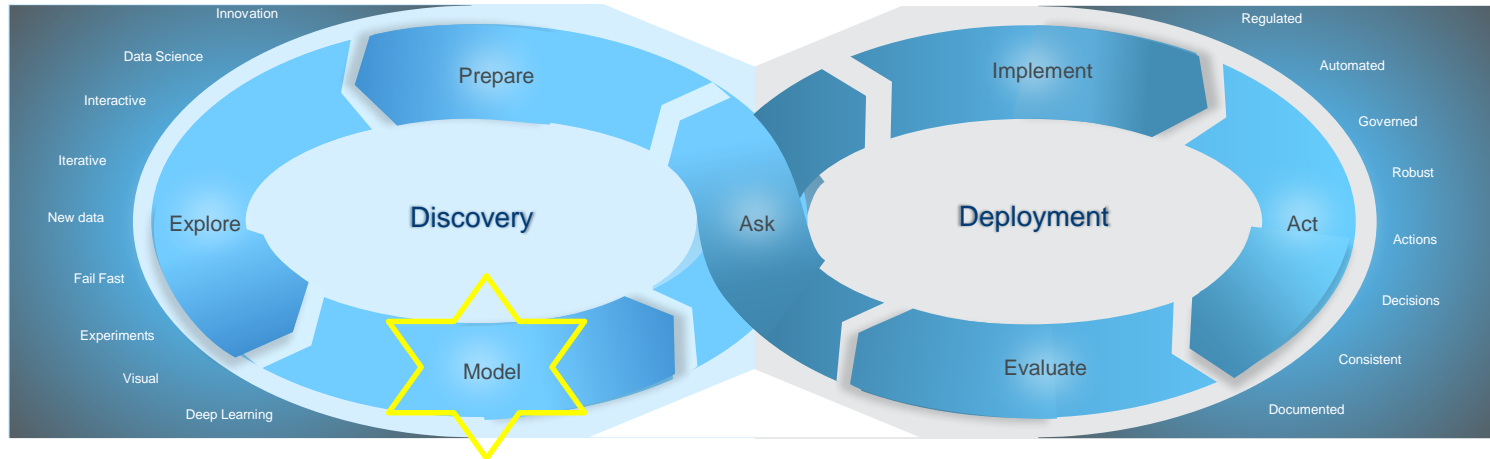 Innovation
Data Science
Interactive
Iterative
New data
Fail Fast
Experiments
Visual
Deep Learning
Prepare
Explore
Discovery
Model
Ask
Implement
Deployment
Act
Evaluate
Regulated
Automated
Governed
Robust
Actions
Decisions
Consistent
Documented